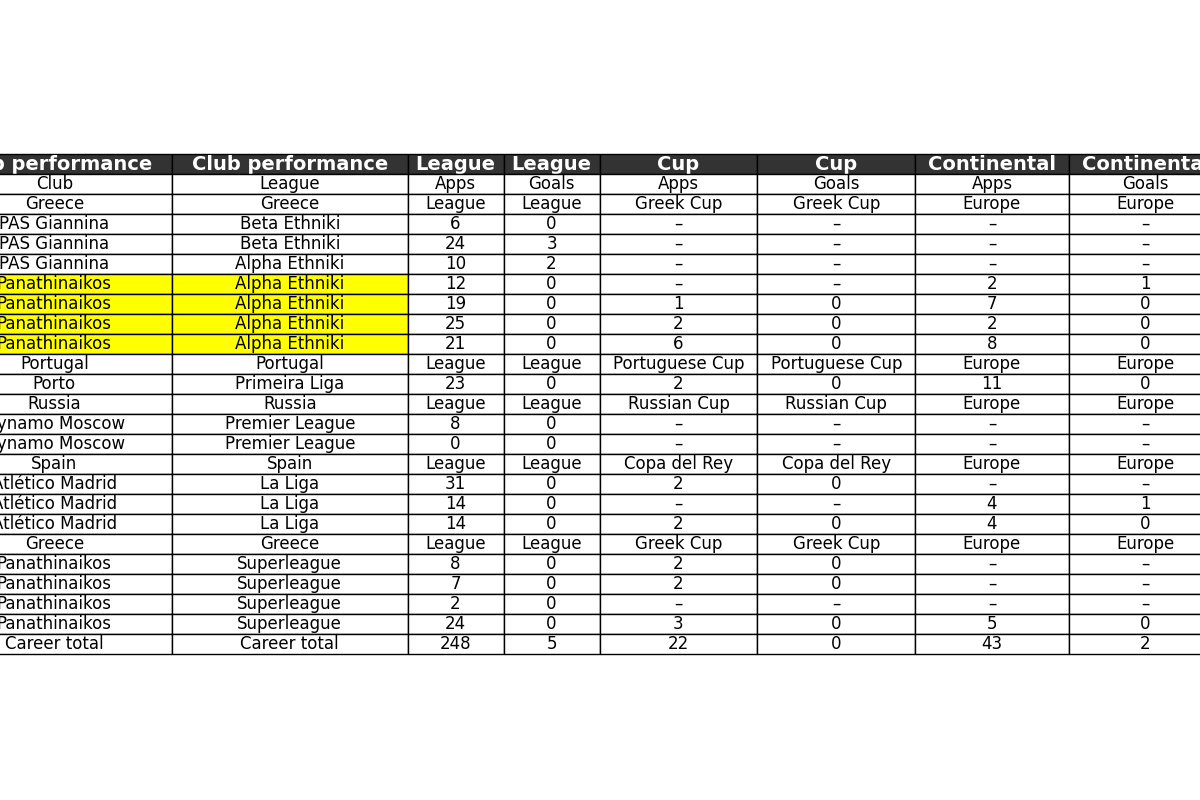 performance Club performance League League Cup Cup Continental Continenta
Club League Apps Goals Apps Goals Apps Goals
Greece Greece League League Greek Cup Greek Cup Europe Europe
PAS Giannina Beta Ethniki 6 0 – – – –
PAS Giannina Beta Ethniki 24 3 – – – –
PAS Giannina Alpha Ethniki 10 2 – – – –
Panathinaikos Alpha Ethniki 12 0 – – 2 1
Panathinaikos Alpha Ethniki 19 0 1 0 7 0
Panathinaikos Alpha Ethniki 25 0 2 0 2 0
Panathinaikos Alpha Ethniki 21 0 6 0 8 0
Portugal Portugal League League Portuguese Cup Portuguese Cup Europe Europe
Porto Primeira Liga 23 0 2 0 11 0
Russia Russia League League Russian Cup Russian Cup Europe Europe
ynamo Moscow Premier League 8 0 – – – –
ynamo Moscow Premier League 0 0 – – – –
Spain Spain League League Copa del Rey Copa del Rey Europe Europe
Atlético Madrid La Liga 31 0 2 0 – –
Atlético Madrid La Liga 14 0 – – 4 1
Atlético Madrid La Liga 14 0 2 0 4 0
Greece Greece League League Greek Cup Greek Cup Europe Europe
Panathinaikos Superleague 8 0 2 0 – –
Panathinaikos Superleague 7 0 2 0 – –
Panathinaikos Superleague 2 0 – – – –
Panathinaikos Superleague 24 0 3 0 5 0
Career total Career total 248 5 22 0 43 2